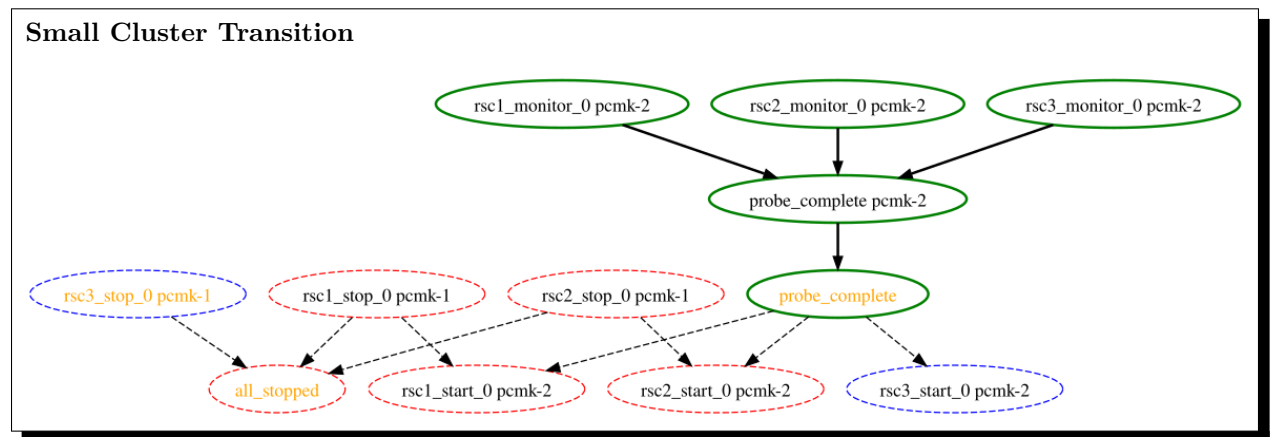 Small Cluster Transition
rsc1_monitor_0 pcmk-2
rsc2_monitor_0 pcmk-2
rsc3_monitor_0 pcmk-2
probe_complete pcmk-2
rsc3_stop_0 pcmk-1
rsc1_stop_0 pcmk-1
rsc2_stop_0 pcmk-1
probe_complete
all_stopped
rsc1_start_0 pcmk-2
rsc2_start_0 pcmk-2
rsc3_start_0 pcmk-2